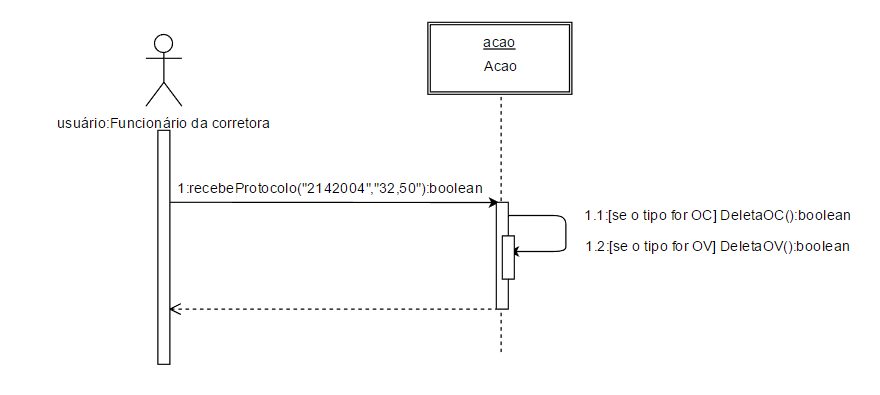 acao
Acao
usuário:Funcionário da corretora
1:recebeProtocolo("2142004","32,50"):boolean
1.1:[se o tipo for OC] DeletaOC():boolean
1.2:[se o tipo for OV] DeletaOV():boolean